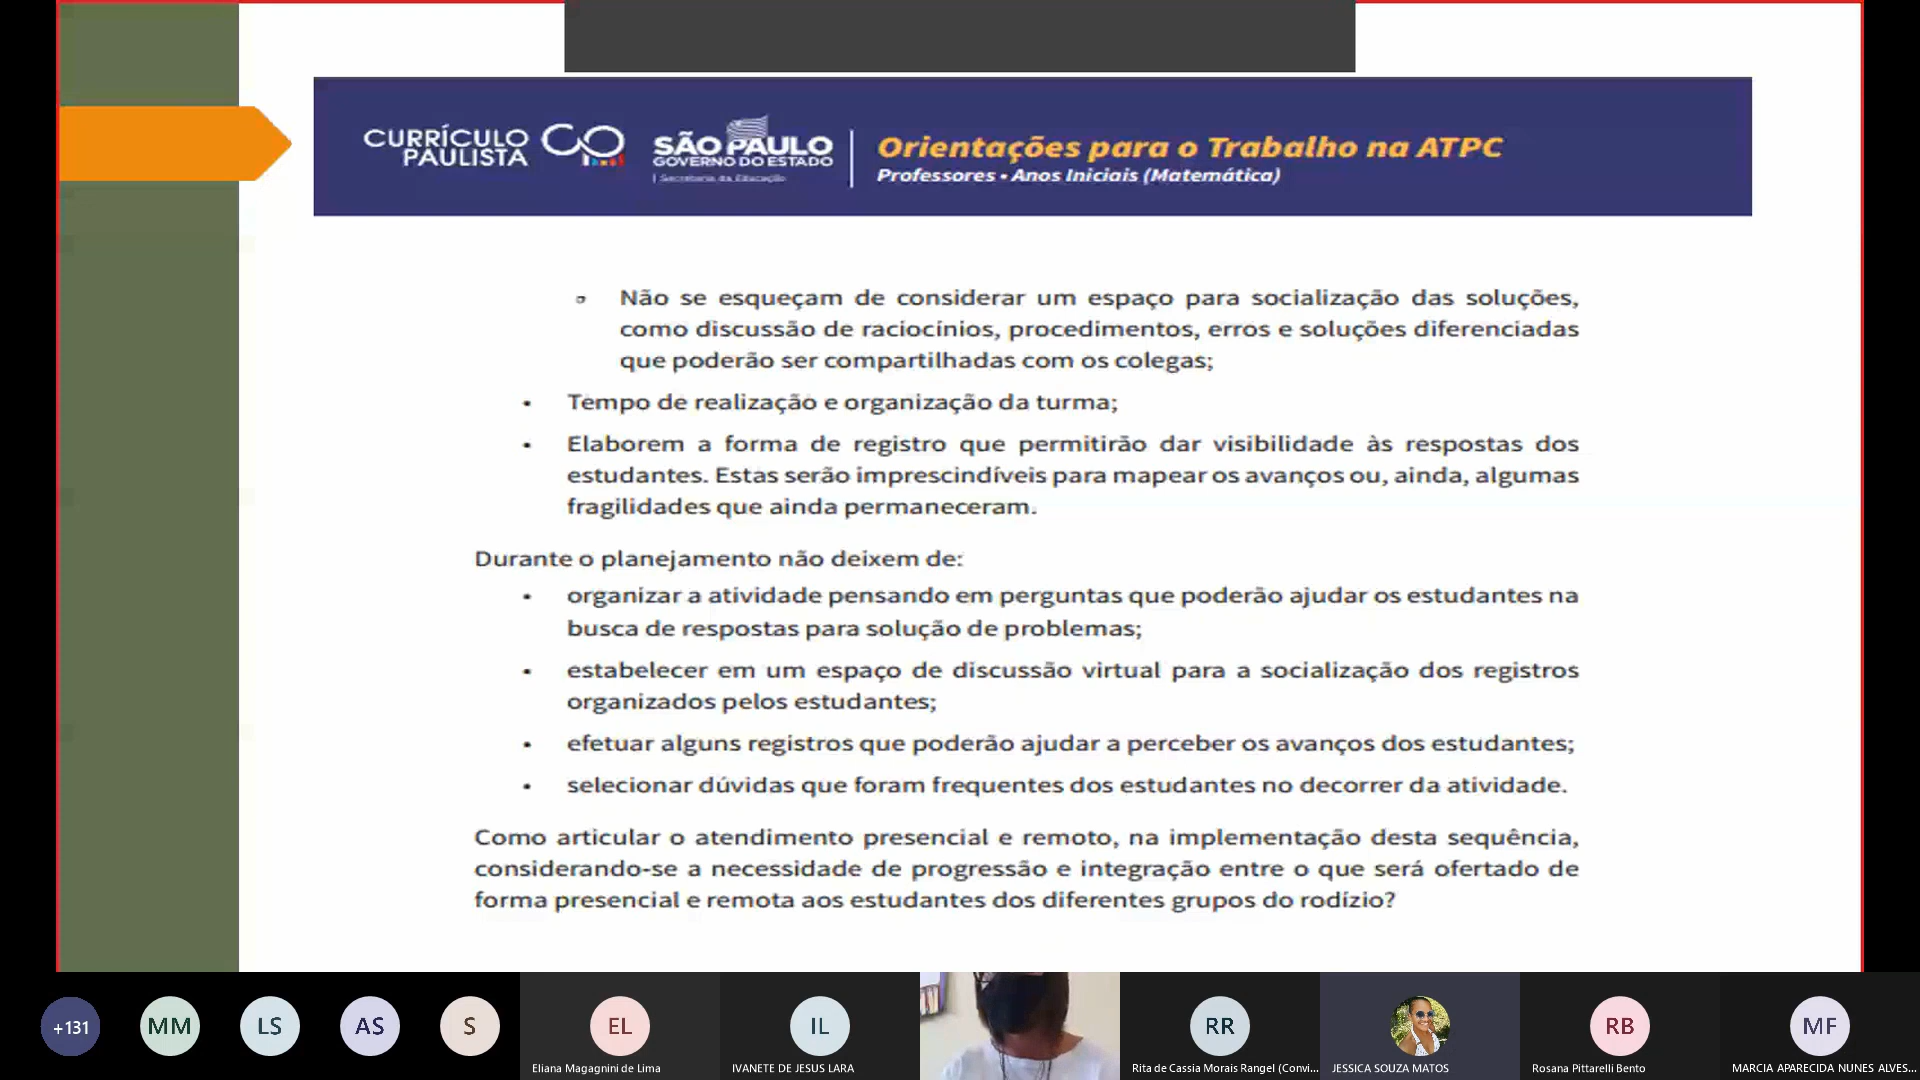 CURRÍCULO
PAULISTA
SÃO PAULO
GOVERNO DO ESTADO
Secretaria da Educação
Orientações para o Trabalho na ATPC
Professores • Anos Iniciais (Matemática)
Não se esqueçam de considerar um espaço para socialização das soluções,
como discussão de raciocínios, procedimentos, erros e soluções diferenciadas
que poderão ser compartilhadas com os colegas;
• Tempo de realização e organização da turma;
• Elaborem a forma de registro que permitirão dar visibilidade às respostas dos
estudantes. Estas serão imprescindíveis para mapear os avanços ou, ainda, algumas
fragilidades que ainda permaneceram.
Durante o planejamento não deixem de:
• organizar a atividade pensando em perguntas que poderão ajudar os estudantes na
busca de respostas para solução de problemas;
• estabelecer em um espaço de discussão virtual para a socialização dos registros
organizados pelos estudantes;
• efetuar alguns registros que poderão ajudar a perceber os avanços dos estudantes;
• selecionar dúvidas que foram frequentes dos estudantes no decorrer da atividade.
Como articular o atendimento presencial e remoto, na implementação desta sequência,
considerando-se a necessidade de progressão e integração entre o que será ofertado de
forma presencial e remota aos estudantes dos diferentes grupos do rodízio?
+131
MM
LS
AS
S
EL
IL
RR
RB
MF
Eliana Magagnini de Lima
IVANETE DE JESUS LARA
Rita de Cassia Morais Rangel (Convi...
JESSICA SOUZA MATOS
Rosana Pittarelli Bento
MARCIA APARECIDA NUNES ALVES...